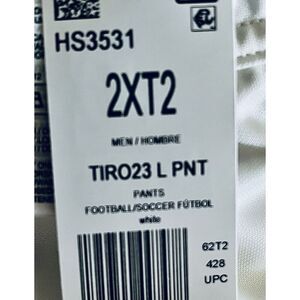 HS3531
2XT2
MEN / HOMBRE
TIRO23 L PNT
PANTS
FOOTBALL/SOCCER FÚTBOL
white
62T2
428
UPC